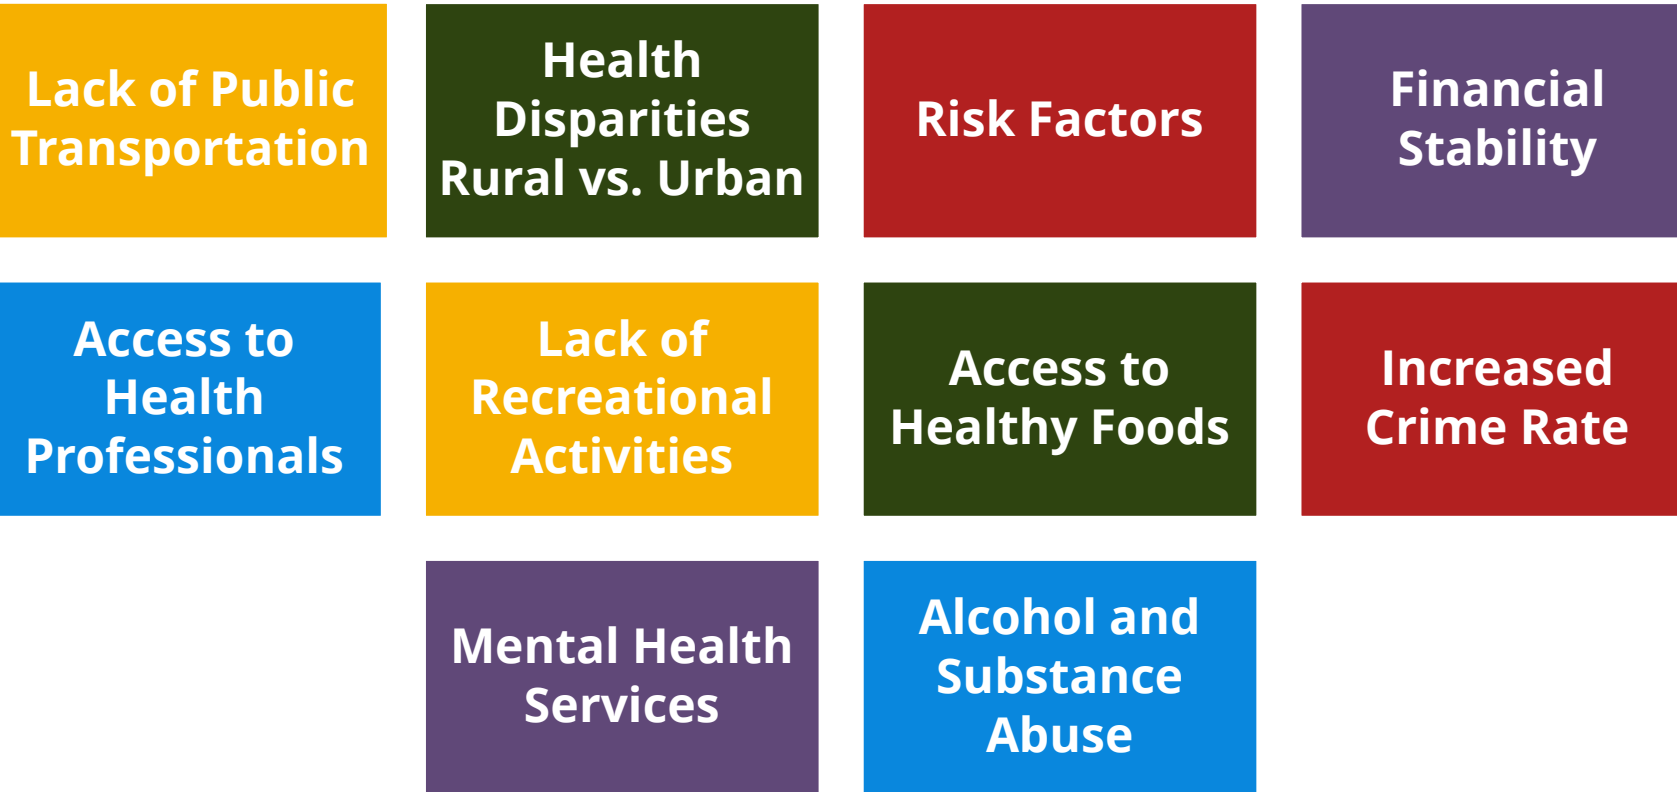 Lack of Public
Transportation
Health
Disparities
Rural vs. Urban
Risk Factors
Financial
Stability
Access to
Health
Professionals
Lack of
Recreational
Activities
Access to
Healthy Foods
Increased
Crime Rate
Mental Health
Services
Alcohol and
Substance
Abuse